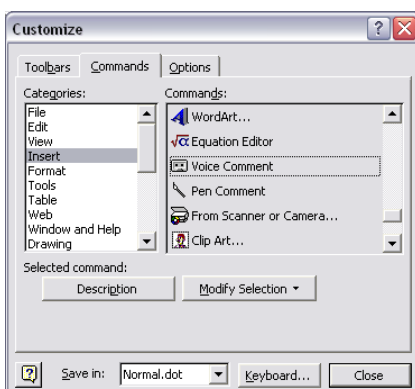 Customize
Toolbars Commands Options
Categories: Commands:
File
Edit
View
Insert
Format
Tools
Table
Web
Window and Help
Drawing
WordArt...
√α Equation Editor
Voice Comment
Pen Comment
From Scanner or Camera...
Clip Art...
Selected command:
Description Modify Selection
Save in: Normal.dot Keyboard... Close